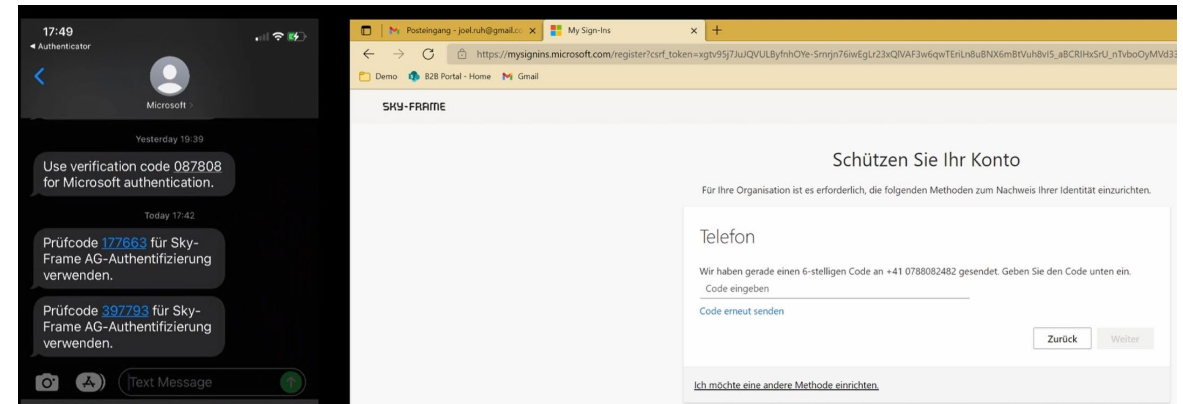 17:49
◄ Authenticator
Microsoft
Yesterday 19:39
Use verification code 087808
for Microsoft authentication.
Today 17:42
Prüfcode 177663 für Sky-
Frame AG-Authentifizierung
verwenden.
Prüfcode 397793 für Sky-
Frame AG-Authentifizierung
verwenden.
Text Message
Posteingang - joel.ruh@gmail.cc
My Sign-Ins
https://mysignins.microsoft.com/register?csrf_token=
Demo
B2B Portal - Home
Gmail
SKY-FRAME
Schützen Sie Ihr Konto
Für Ihre Organisation ist es erforderlich, die folgenden Methoden zum Nachweis Ihrer Identität einzurichten.
Telefon
Wir haben gerade einen 6-stelligen Code an +41 0788082482 gesendet. Geben Sie den Code unten ein.
Code eingeben
Code erneut senden
Zurück
Weiter
Ich möchte eine andere Methode einrichten.